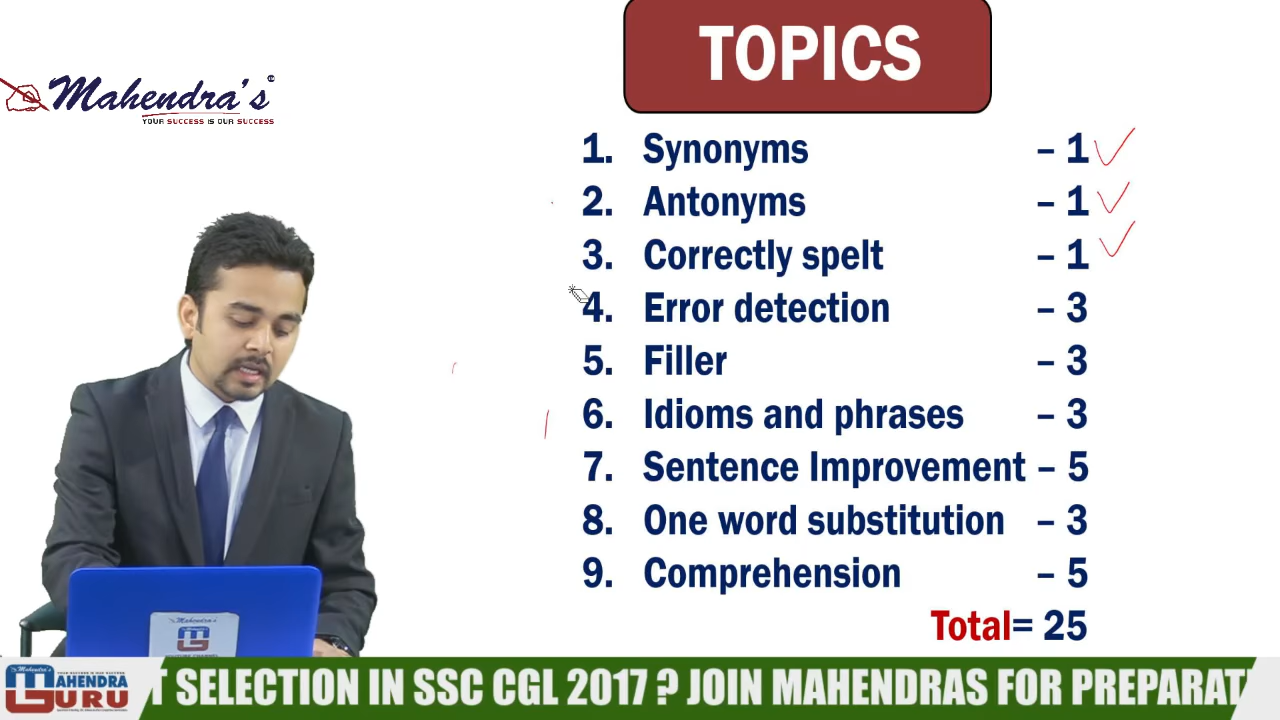 TOPICS
Mahendra's
YOUR SUCCESS IS OUR SUCCESS
1. Synonyms – 1
2. Antonyms – 1
3. Correctly spelt – 1
4. Error detection – 3
5. Filler – 3
6. Idioms and phrases – 3
7. Sentence Improvement – 5
8. One word substitution – 3
9. Comprehension – 5
Total= 25
Mahendra's
MAHENDRA
GURU
T SELECTION IN SSC CGL 2017 ? JOIN MAHENDRAS FOR PREPARAT